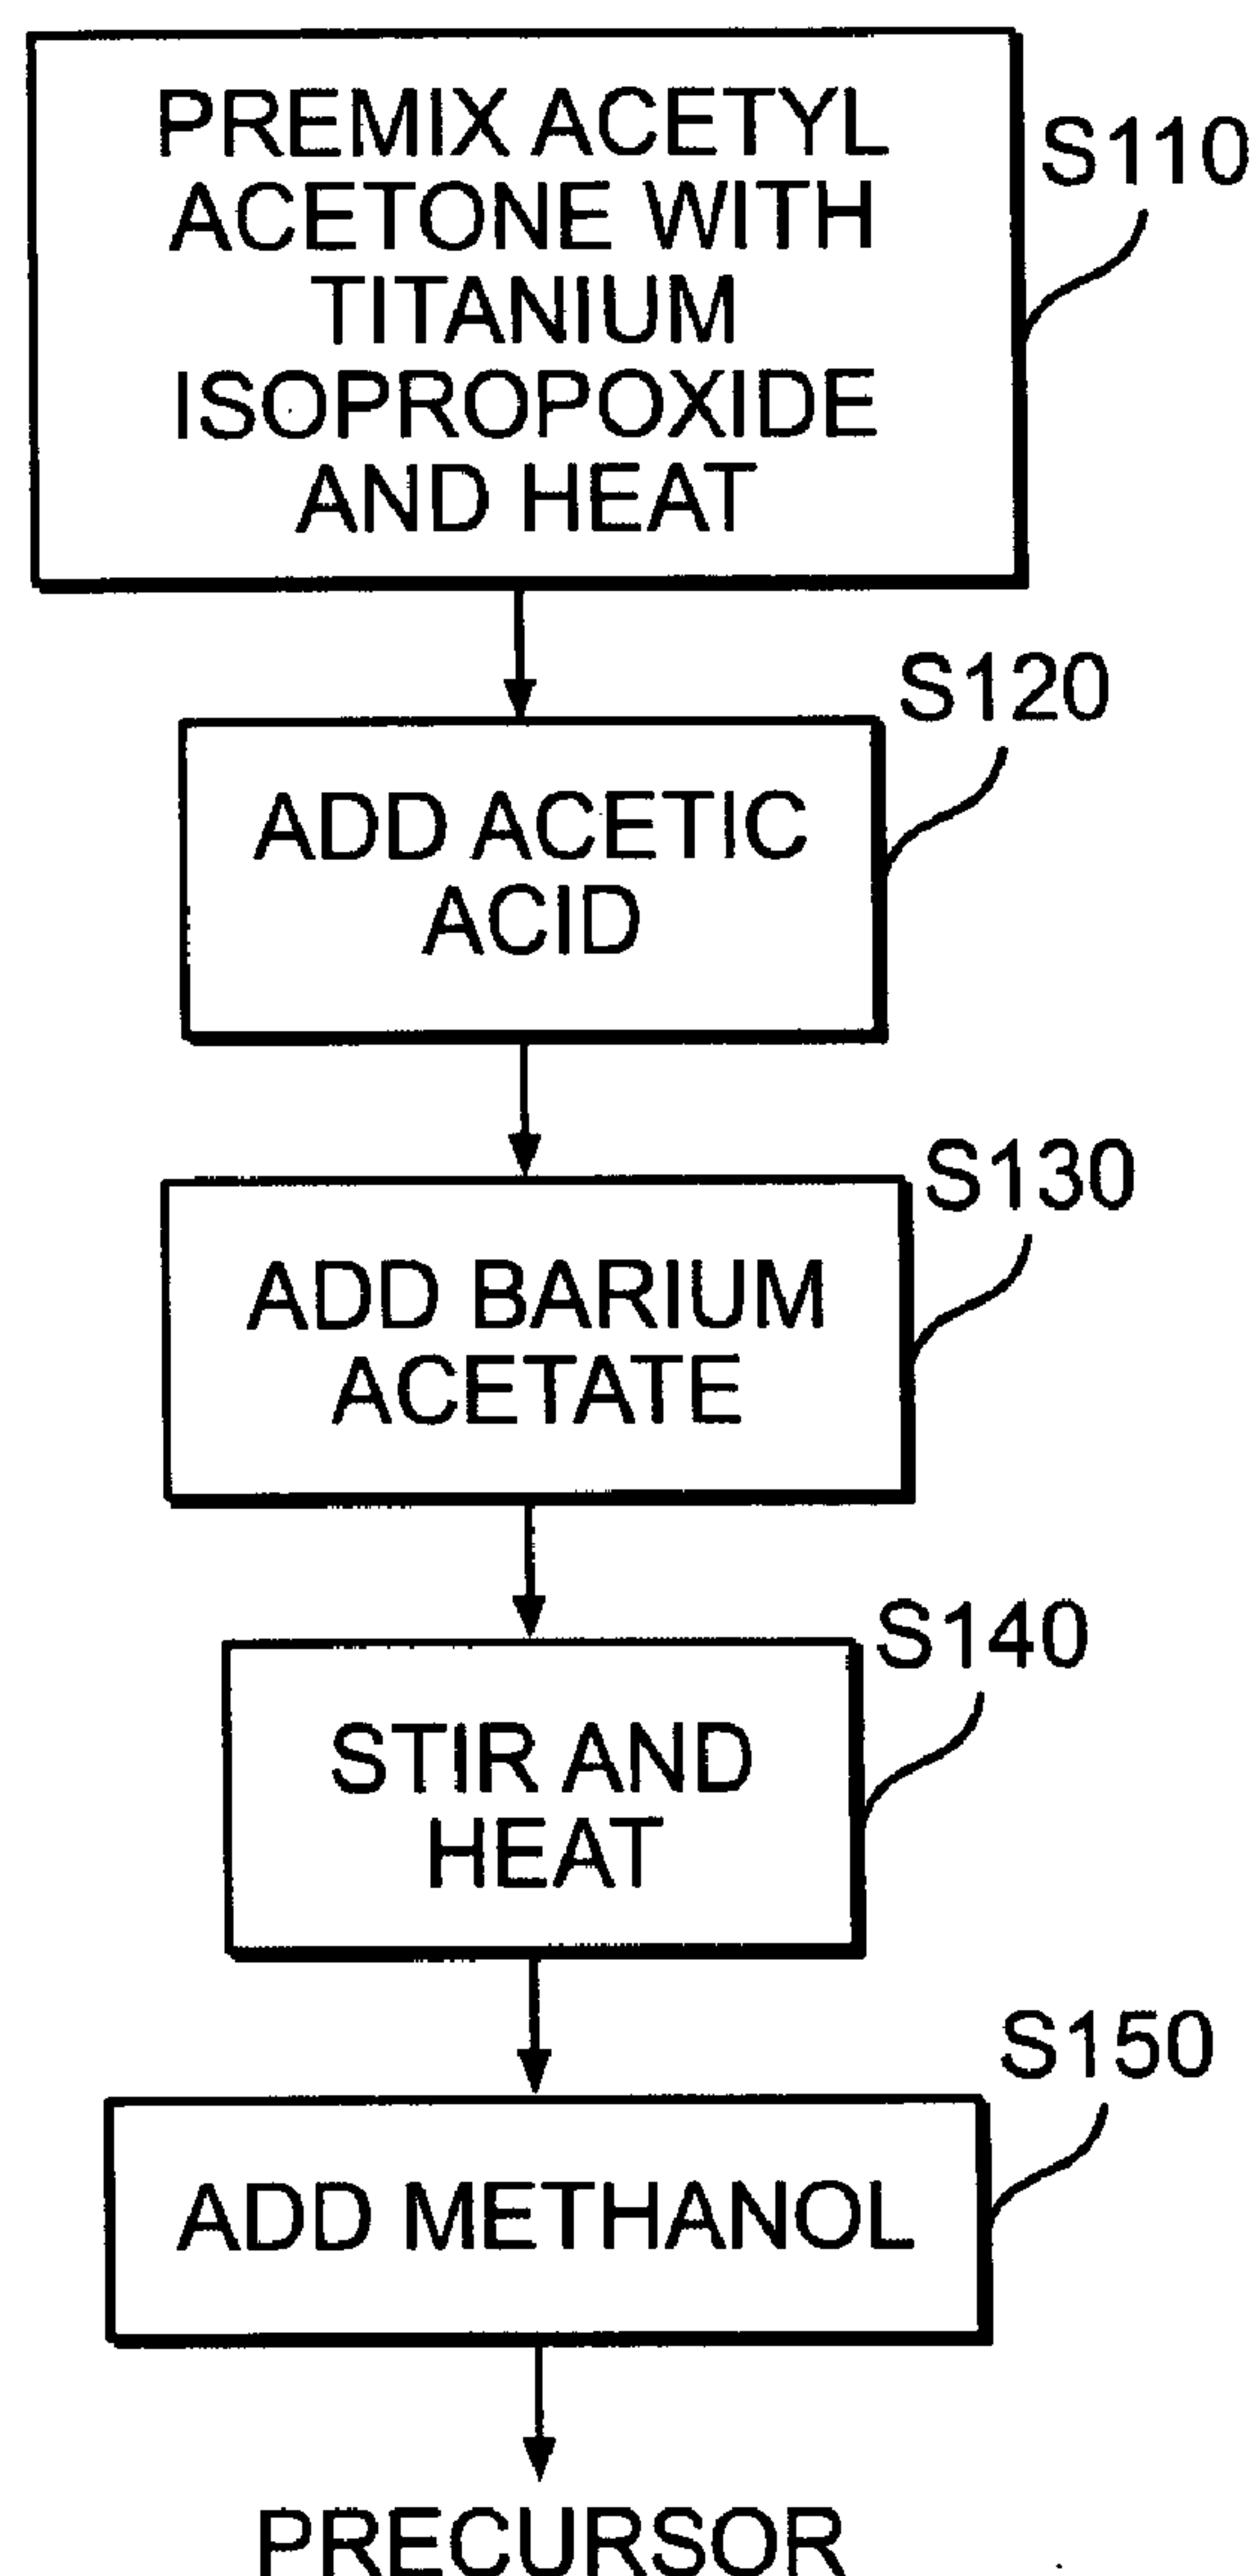 PREMIX ACETYL
ACETONE WITH
TITANIUM
ISOPROPOXIDE
AND HEAT
S110
S120
ADD ACETIC
ACID
S130
ADD BARIUM
ACETATE
S140
STIR AND
HEAT
S150
ADD METHANOL
PRECURSOR